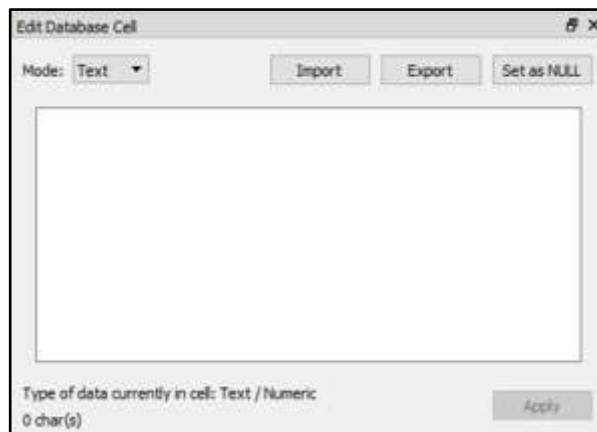 Edit Database Cell
Mode: Text Import Export Set as NULL
Type of data currently in cell: Text / Numeric
0 char(s)
Apply